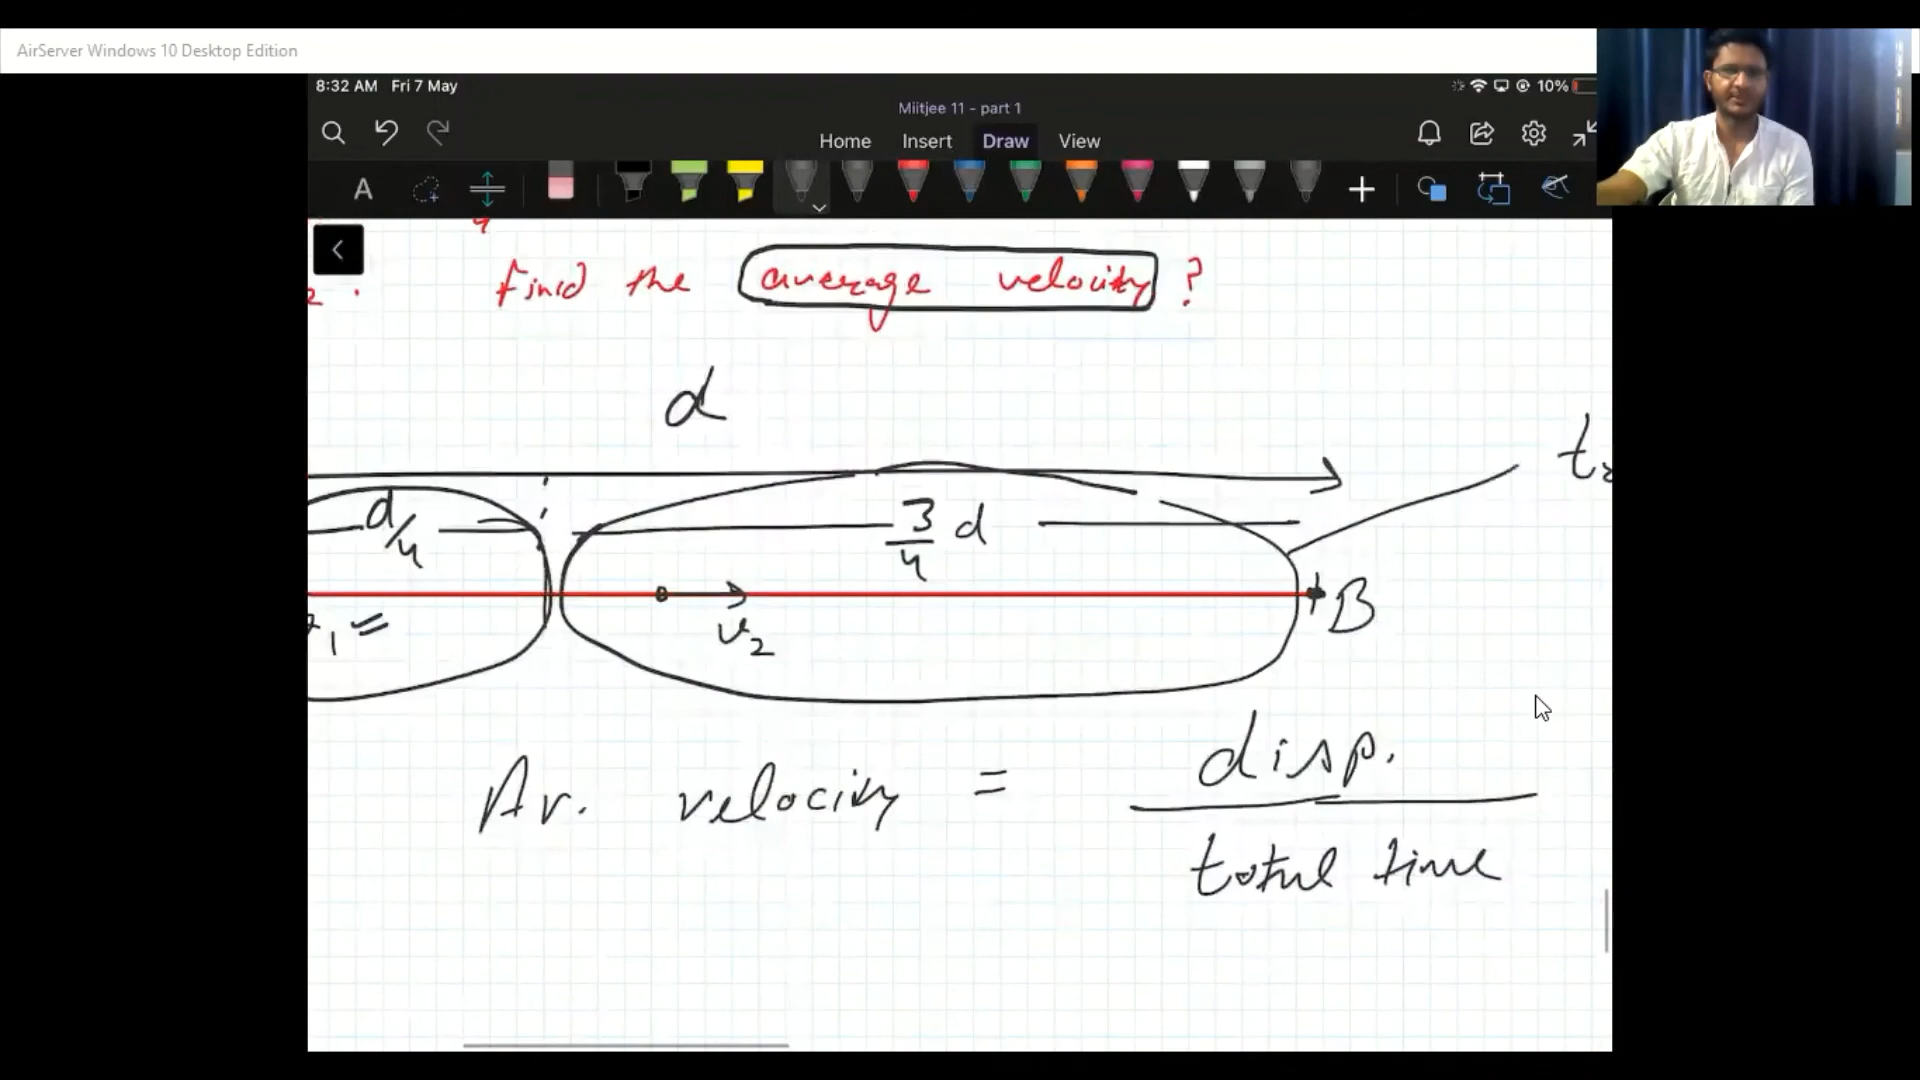 AirServer Windows 10 Desktop Edition
8:32 AM Fri 7 May
10%
Miitjee 11 - part 1
Home Insert Draw View
A
find the average velocity ?
d
d/4
3/4 d
B
v2
Av. velocity = disp.
total time